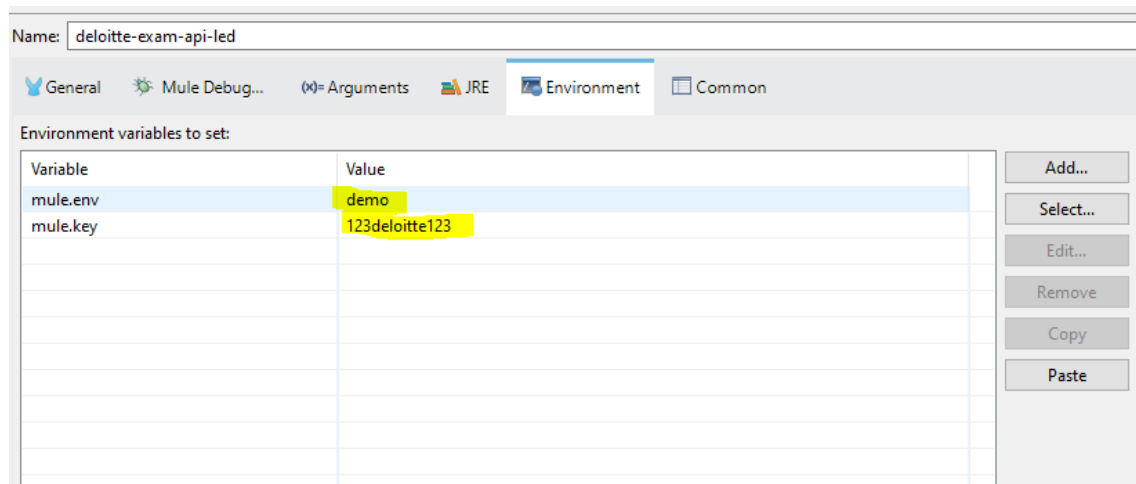 Name: deloitte-exam-api-led
General Mule Debug... (x)= Arguments JRE Environment Common
Environment variables to set:
Variable Value Add...
mule.env demo Select...
mule.key 123deloitte123
Edit...
Remove
Copy
Paste